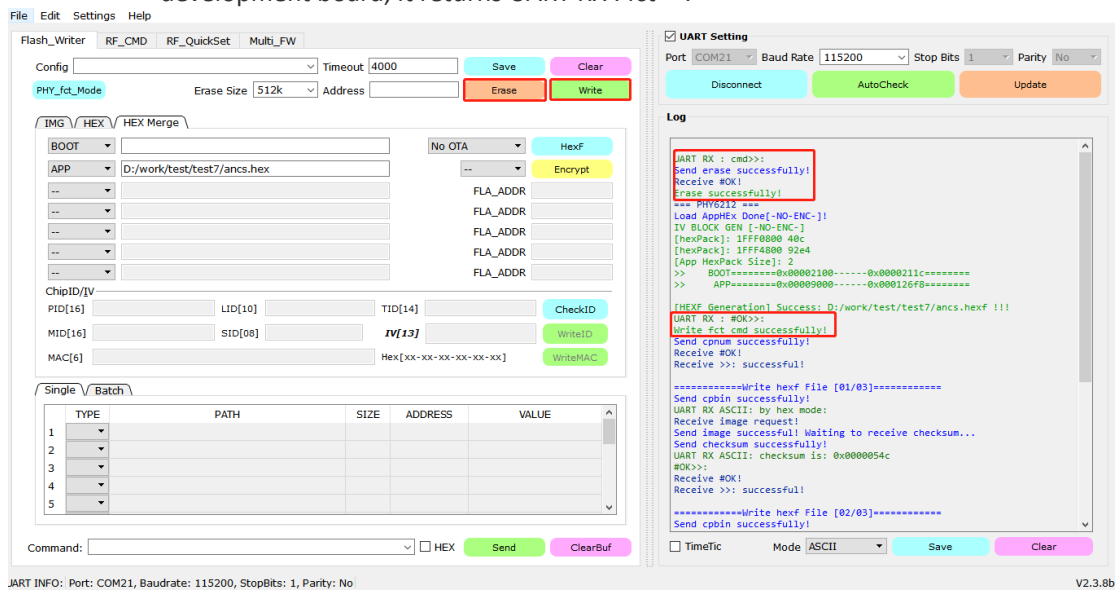 File Edit Settings Help
Flash_Writer RF_CMD RF_QuickSet Multi_FW
Config Timeout 4000 Save Clear
PHY_fct_Mode Erase Size 512k Address Erase Write
IMG HEX HEX Merge
BOOT No OTA HexF
APP D:/work/test/test7/ancs.hex -- Encrypt
-- FLA_ADDR
-- FLA_ADDR
-- FLA_ADDR
-- FLA_ADDR
-- FLA_ADDR
ChipID/IV
PID[16] LID[10] TID[14] CheckID
MID[16] SID[08] IV[13] WriteID
MAC[6] Hex[xx-xx-xx-xx-xx-xx] WriteMAC
Single Batch
TYPE PATH SIZE ADDRESS VALUE
1
2
3
4
5
Command: HEX Send ClearBuf
UART Setting
Port COM21 Baud Rate 115200 Stop Bits 1 Parity No
Disconnect AutoCheck Update
Log
UART RX : cmd>>:
Send erase successfully!
Receive #OK!
Erase successfully!
=== PHY6212 ===
Load AppHEx Done[-NO-ENC-]!
IV BLOCK GEN [-NO-ENC-]
[hexPack]: 1FFF0800 40c
[hexPack]: 1FFF4800 92e4
[App HexPack Size]: 2
>> BOOT========0x00002100------0x0000211c========
>> APP========0x00009000------0x000126f8========
[HEXF Generation] Success: D:/work/test/test7/ancs.hexf !!!
UART RX : #OK>>:
Write fct cmd successfully!
Send cpnum successfully!
Receive #OK!
Receive >>: successful!
============Write hexf File [01/03]============
Send cpbin successfully!
UART RX ASCII: by hex mode:
Receive image request!
Send image successful! Waiting to receive checksum...
Send checksum successfully!
UART RX ASCII: checksum is: 0x0000054c
#OK>>:
Receive #OK!
Receive >>: successful!
============Write hexf File [02/03]============
Send cpbin successfully!
TimeTic Mode ASCII Save Clear
UART INFO: Port: COM21, Baudrate: 115200, StopBits: 1, Parity: No V2.3.8b